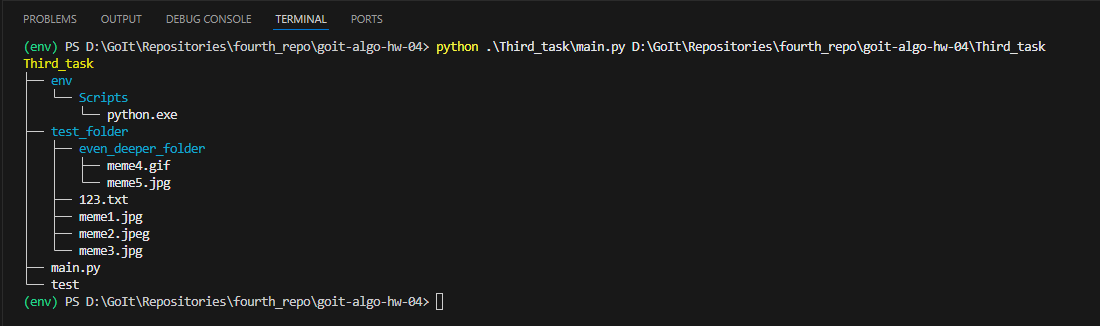 PROBLEMS OUTPUT DEBUG CONSOLE TERMINAL PORTS
(env) PS D:\GoIt\Repositories\fourth_repo\goit-algo-hw-04> python .\Third_task\main.py D:\GoIt\Repositories\fourth_repo\goit-algo-hw-04\Third_task
Third_task
├── env
│   └── Scripts
│       └── python.exe
├── test_folder
│   ├── even_deeper_folder
│   │   ├── meme4.gif
│   │   └── meme5.jpg
│   ├── 123.txt
│   ├── meme1.jpg
│   ├── meme2.jpeg
│   └── meme3.jpg
├── main.py
└── test
(env) PS D:\GoIt\Repositories\fourth_repo\goit-algo-hw-04>